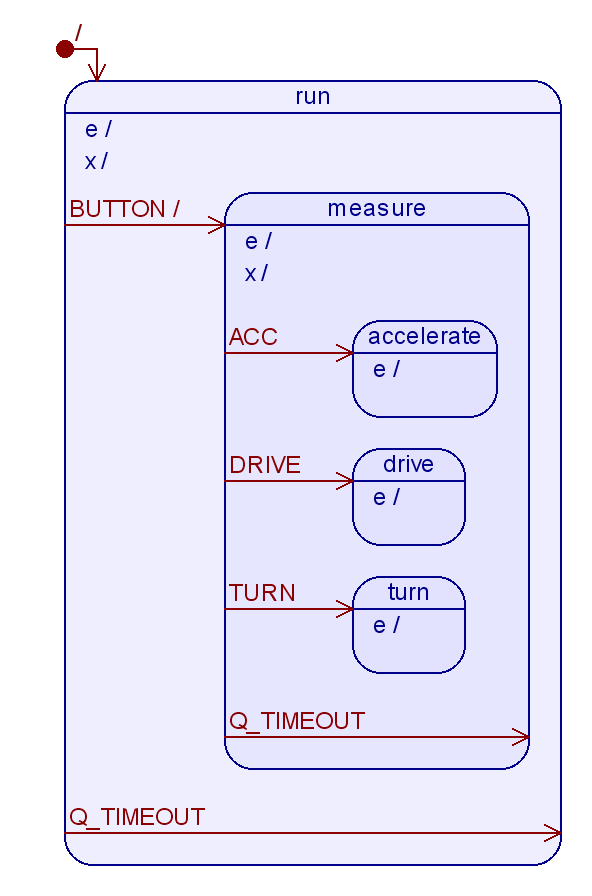 /
run
e /
x /
BUTTON /
measure
e /
x /
ACC
accelerate
e /
DRIVE
drive
e /
TURN
turn
e /
Q_TIMEOUT
Q_TIMEOUT